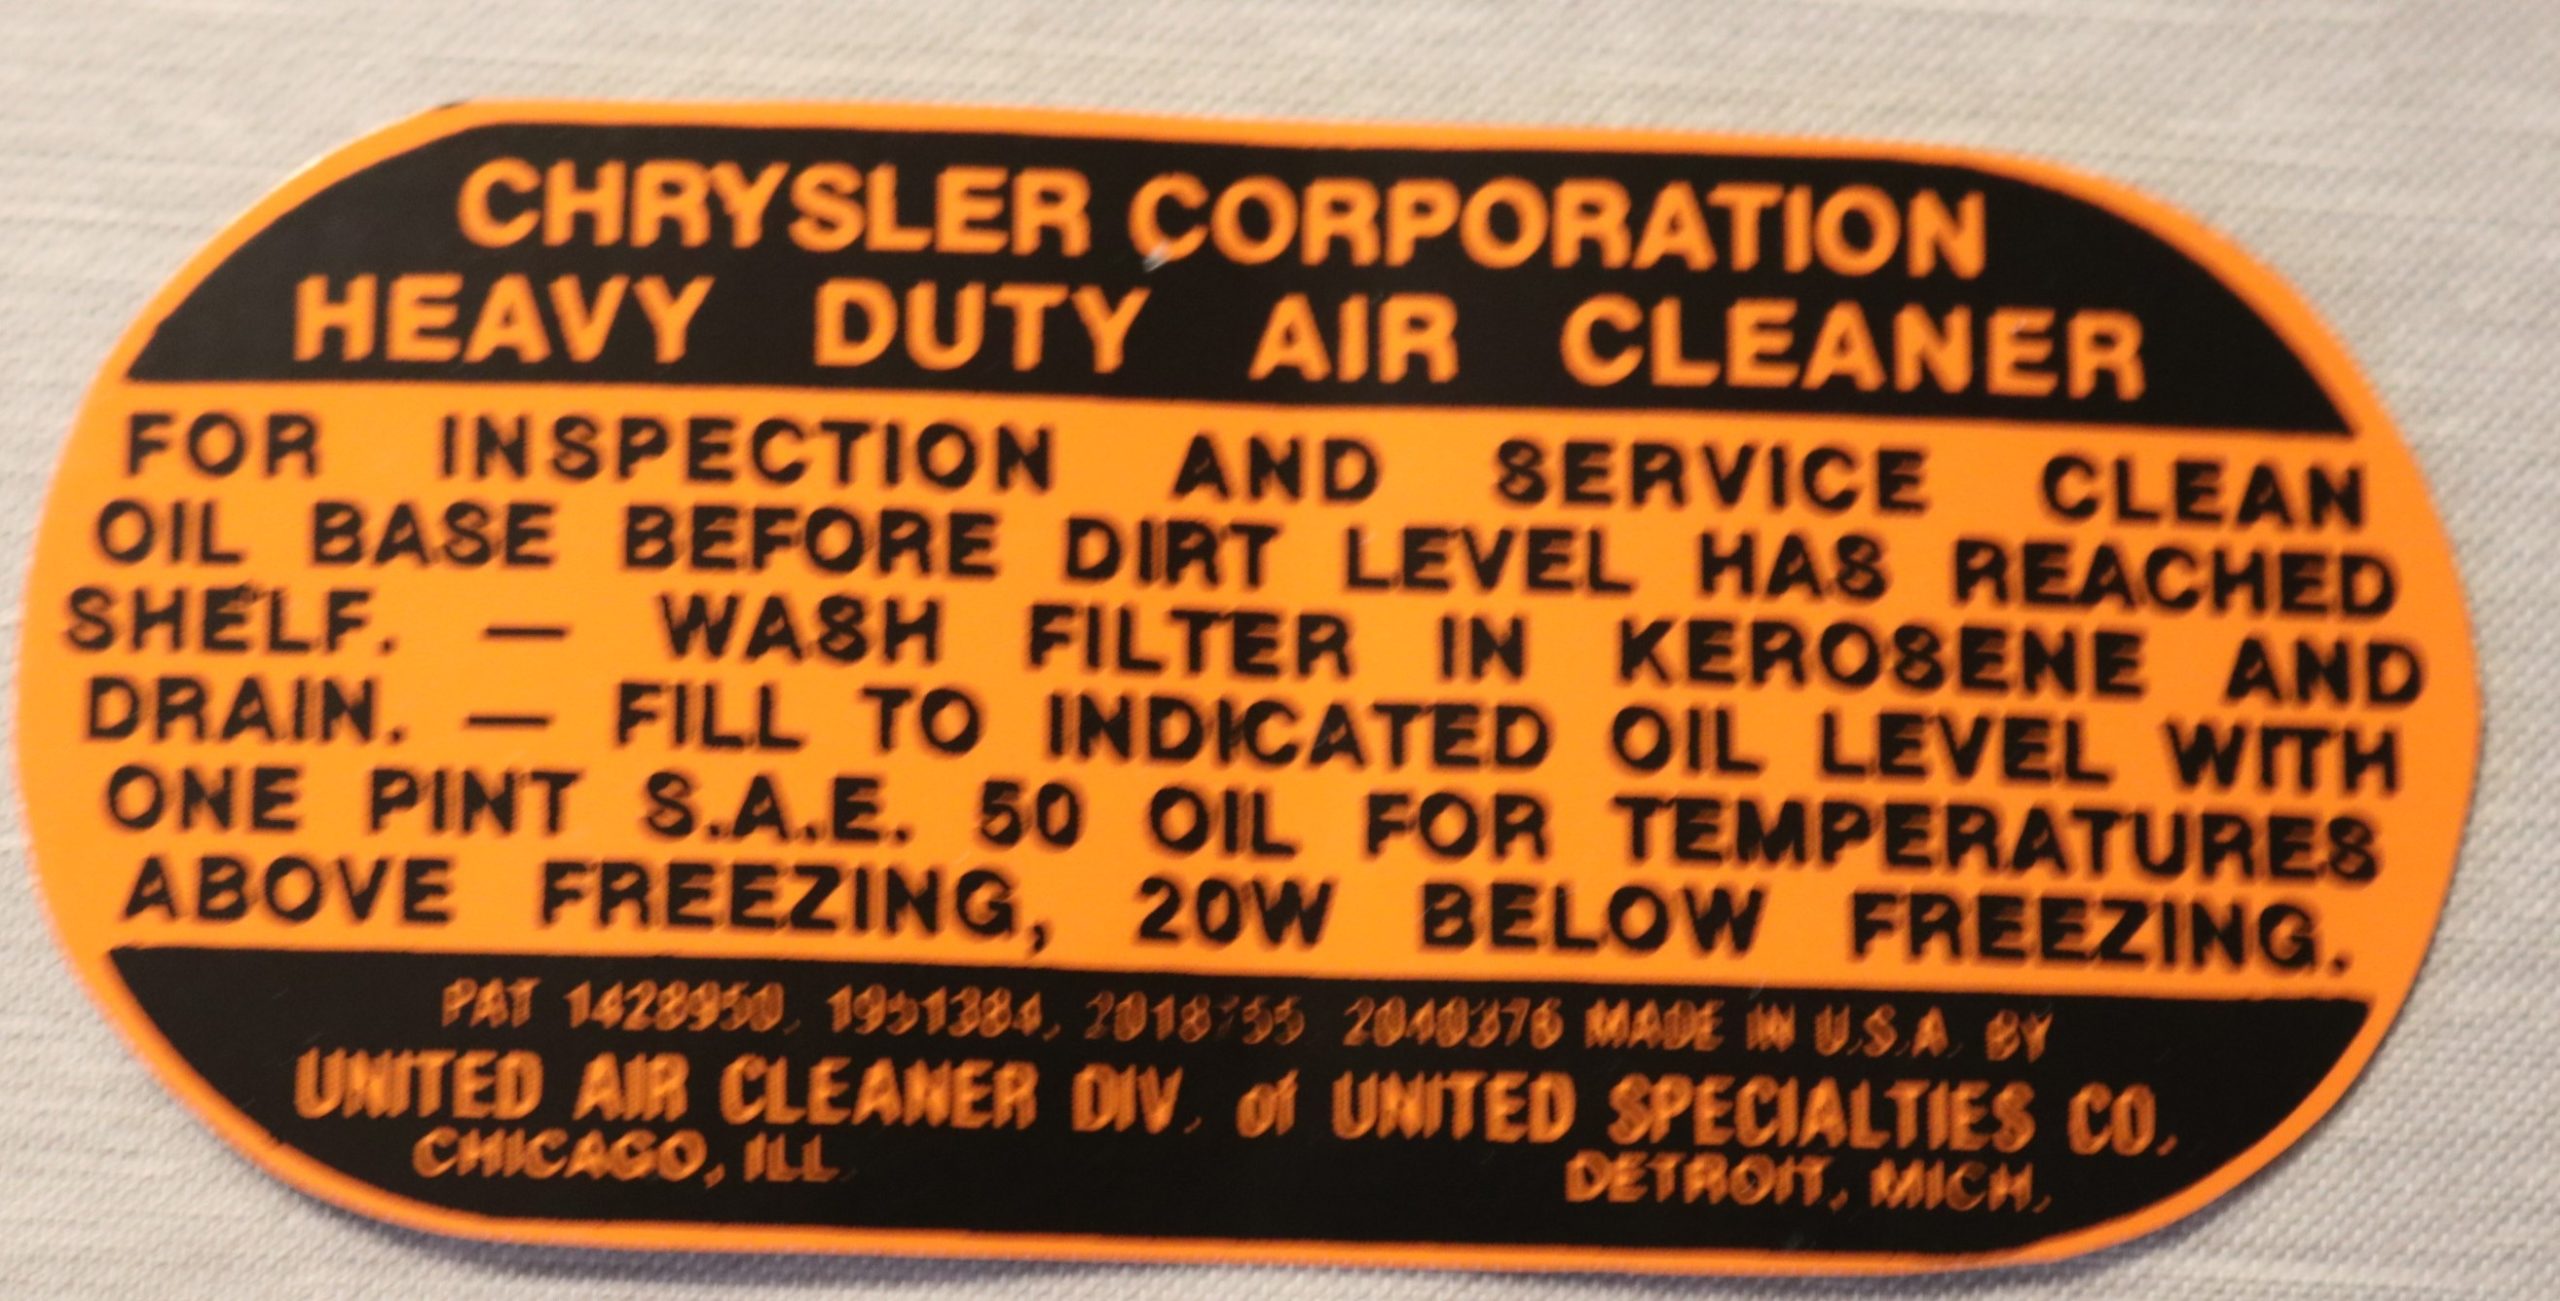 CHRYSLER CORPORATION
HEAVY DUTY AIR CLEANER
FOR INSPECTION AND SERVICE CLEAN
OIL BASE BEFORE DIRT LEVEL HAS REACHED
SHELF. — WASH FILTER IN KEROSENE AND
DRAIN. — FILL TO INDICATED OIL LEVEL WITH
ONE PINT S.A.E. 50 OIL FOR TEMPERATURES
ABOVE FREEZING, 20W BELOW FREEZING.
PAT 1428950, 2040376 MADE IN U.S.A. BY
UNITED AIR CLEANER DIV. of UNITED SPECIALTIES CO.
CHICAGO, ILL. DETROIT, MICH.